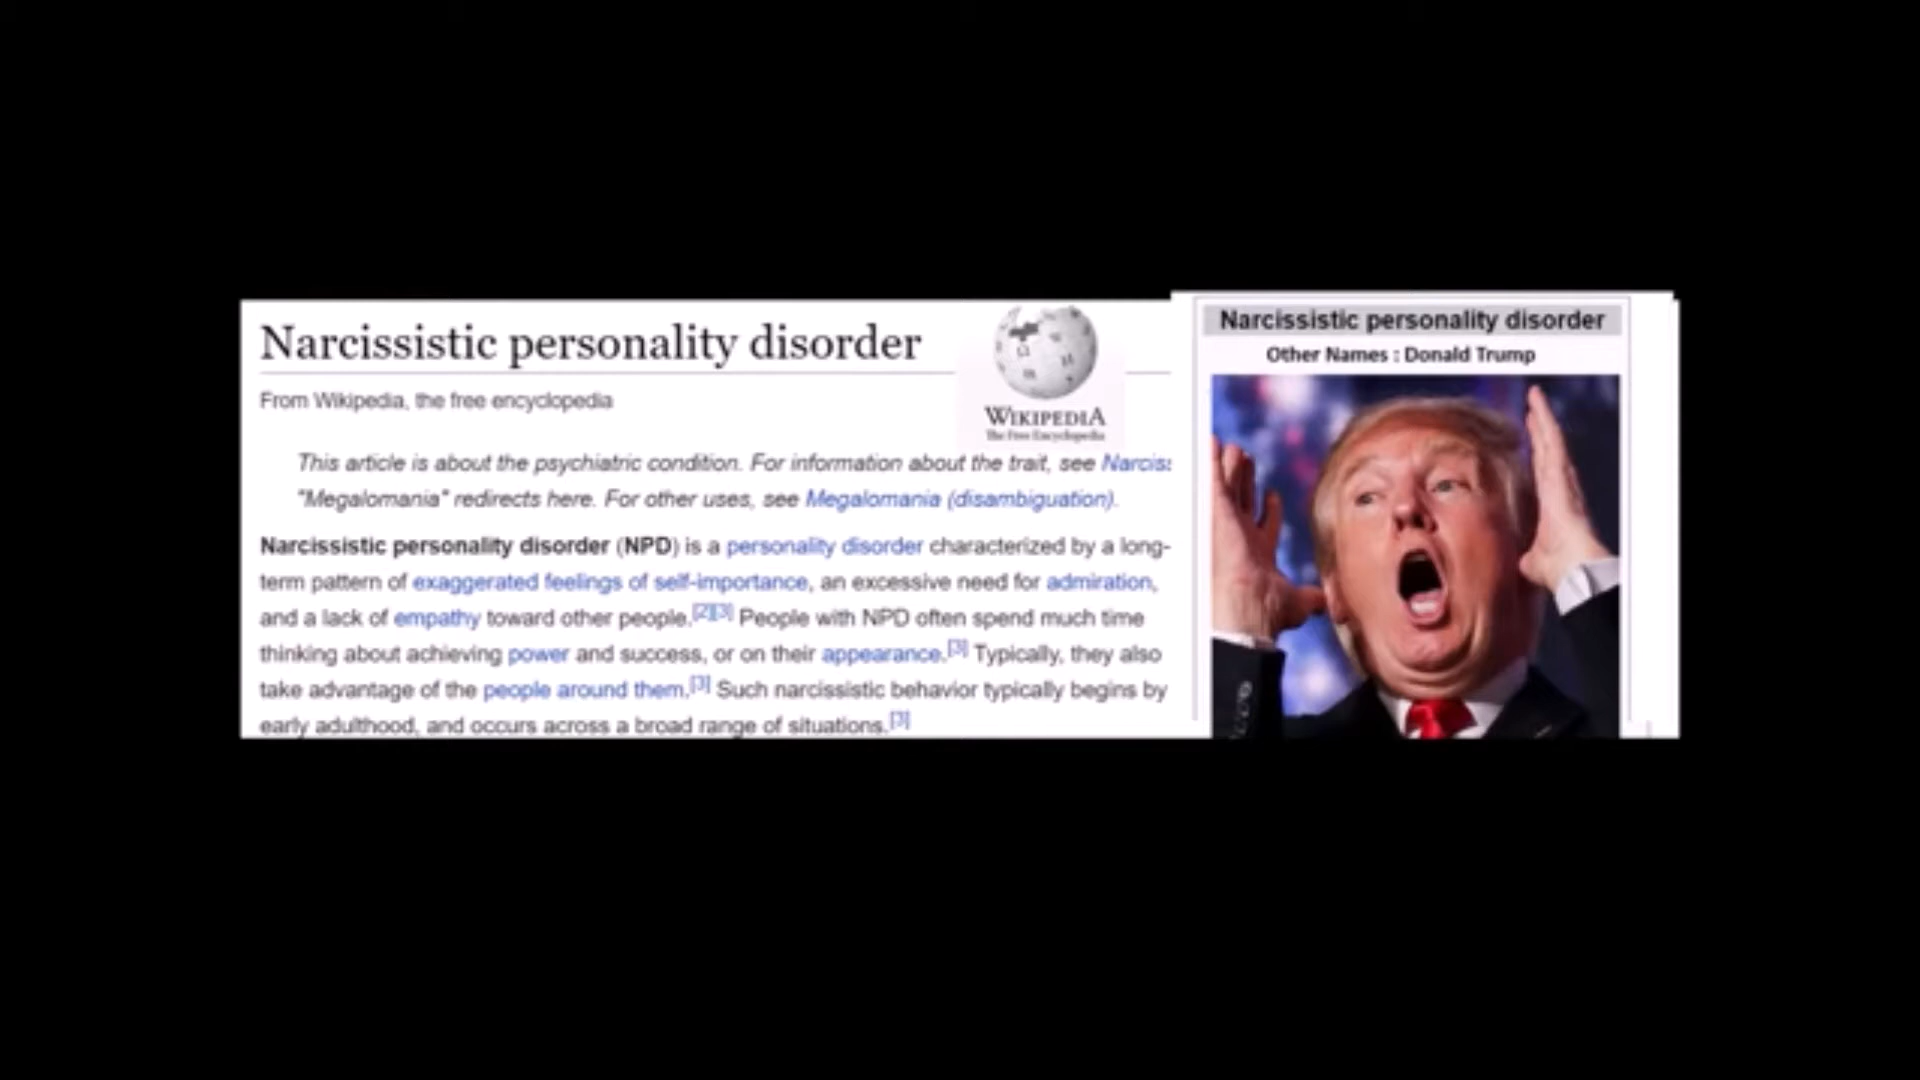 Narcissistic personality disorder
From Wikipedia, the free encyclopedia
WIKIPEDIA
The Free Encyclopedia
This article is about the psychiatric condition. For information about the trait, see Narcis
"Megalomania" redirects here. For other uses, see Megalomania (disambiguation).
Narcissistic personality disorder (NPD) is a personality disorder characterized by a long-
term pattern of exaggerated feelings of self-importance, an excessive need for admiration,
and a lack of empathy toward other people.[2][3] People with NPD often spend much time
thinking about achieving power and success, or on their appearance.[3] Typically, they also
take advantage of the people around them.[3] Such narcissistic behavior typically begins by
early adulthood, and occurs across a broad range of situations.[3]
Narcissistic personality disorder
Other Names : Donald Trump